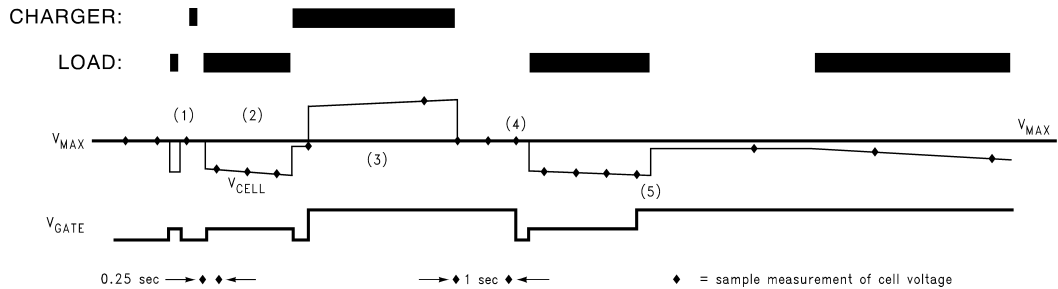 CHARGER:
LOAD:
(1)
(2)
(4)
V_MAX
V_MAX
(3)
V_CELL
(5)
V_GATE
0.25 sec
1 sec
= sample measurement of cell voltage